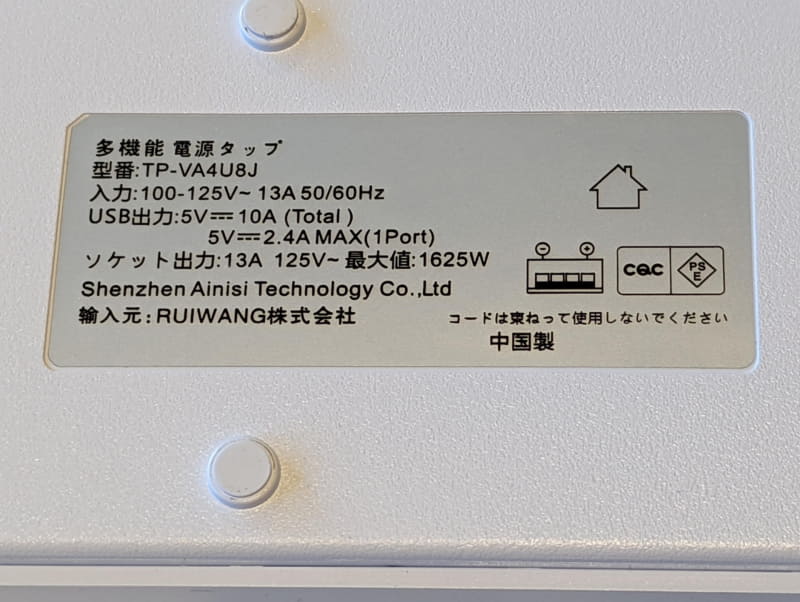 多機能 電源タップ
型番:TP-VA4U8J
入力:100-125V~ 13A 50/60Hz
USB出力:5V⎓10A (Total)
5V⎓2.4A MAX(1Port)
ソケット出力:13A 125V~ 最大値:1625W
Shenzhen Ainisi Technology Co.,Ltd
輸入元:RUIWANG株式会社
CQC
PS
E
コードは束ねって使用しないでください
中国製